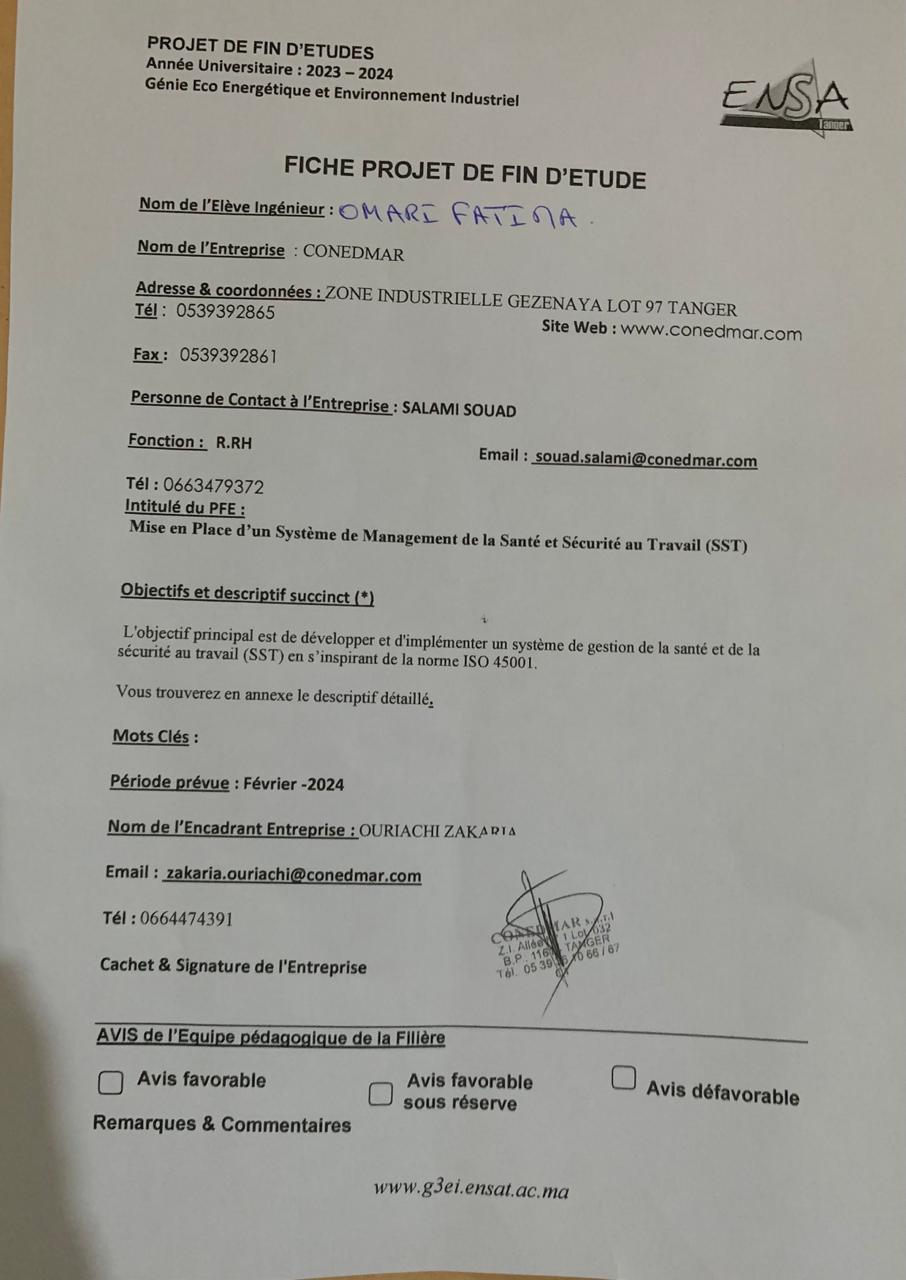 PROJET DE FIN D'ETUDES
Année Universitaire : 2023 – 2024
Génie Eco Energétique et Environnement Industriel
ENSA
Tanger
FICHE PROJET DE FIN D'ETUDE
Nom de l'Elève Ingénieur : OMARI FATIMA.
Nom de l'Entreprise : CONEDMAR
Adresse & coordonnées : ZONE INDUSTRIELLE GEZENAYA LOT 97 TANGER
Tél : 0539392865
Site Web : www.conedmar.com
Fax : 0539392861
Personne de Contact à l'Entreprise : SALAMI SOUAD
Fonction : R.RH
Email : souad.salami@conedmar.com
Tél : 0663479372
Intitulé du PFE :
Mise en Place d'un Système de Management de la Santé et Sécurité au Travail (SST)
Objectifs et descriptif succinct (*)
L'objectif principal est de développer et d'implémenter un système de gestion de la santé et de la
sécurité au travail (SST) en s'inspirant de la norme ISO 45001.
Vous trouverez en annexe le descriptif détaillé.
Mots Clés :
Période prévue : Février -2024
Nom de l'Encadrant Entreprise : OURIACHI ZAKARIA
Email : zakaria.ouriachi@conedmar.com
Tél : 0664474391
CONEDMAR
Z.I. Allée 1 Lot 032
B.P. 116 TANGER
Tél. 05 39 10 66 / 67
Cachet & Signature de l'Entreprise
AVIS de l'Equipe pédagogique de la Filière
Avis favorable
Avis favorable
sous réserve
Avis défavorable
Remarques & Commentaires
www.g3ei.ensat.ac.ma